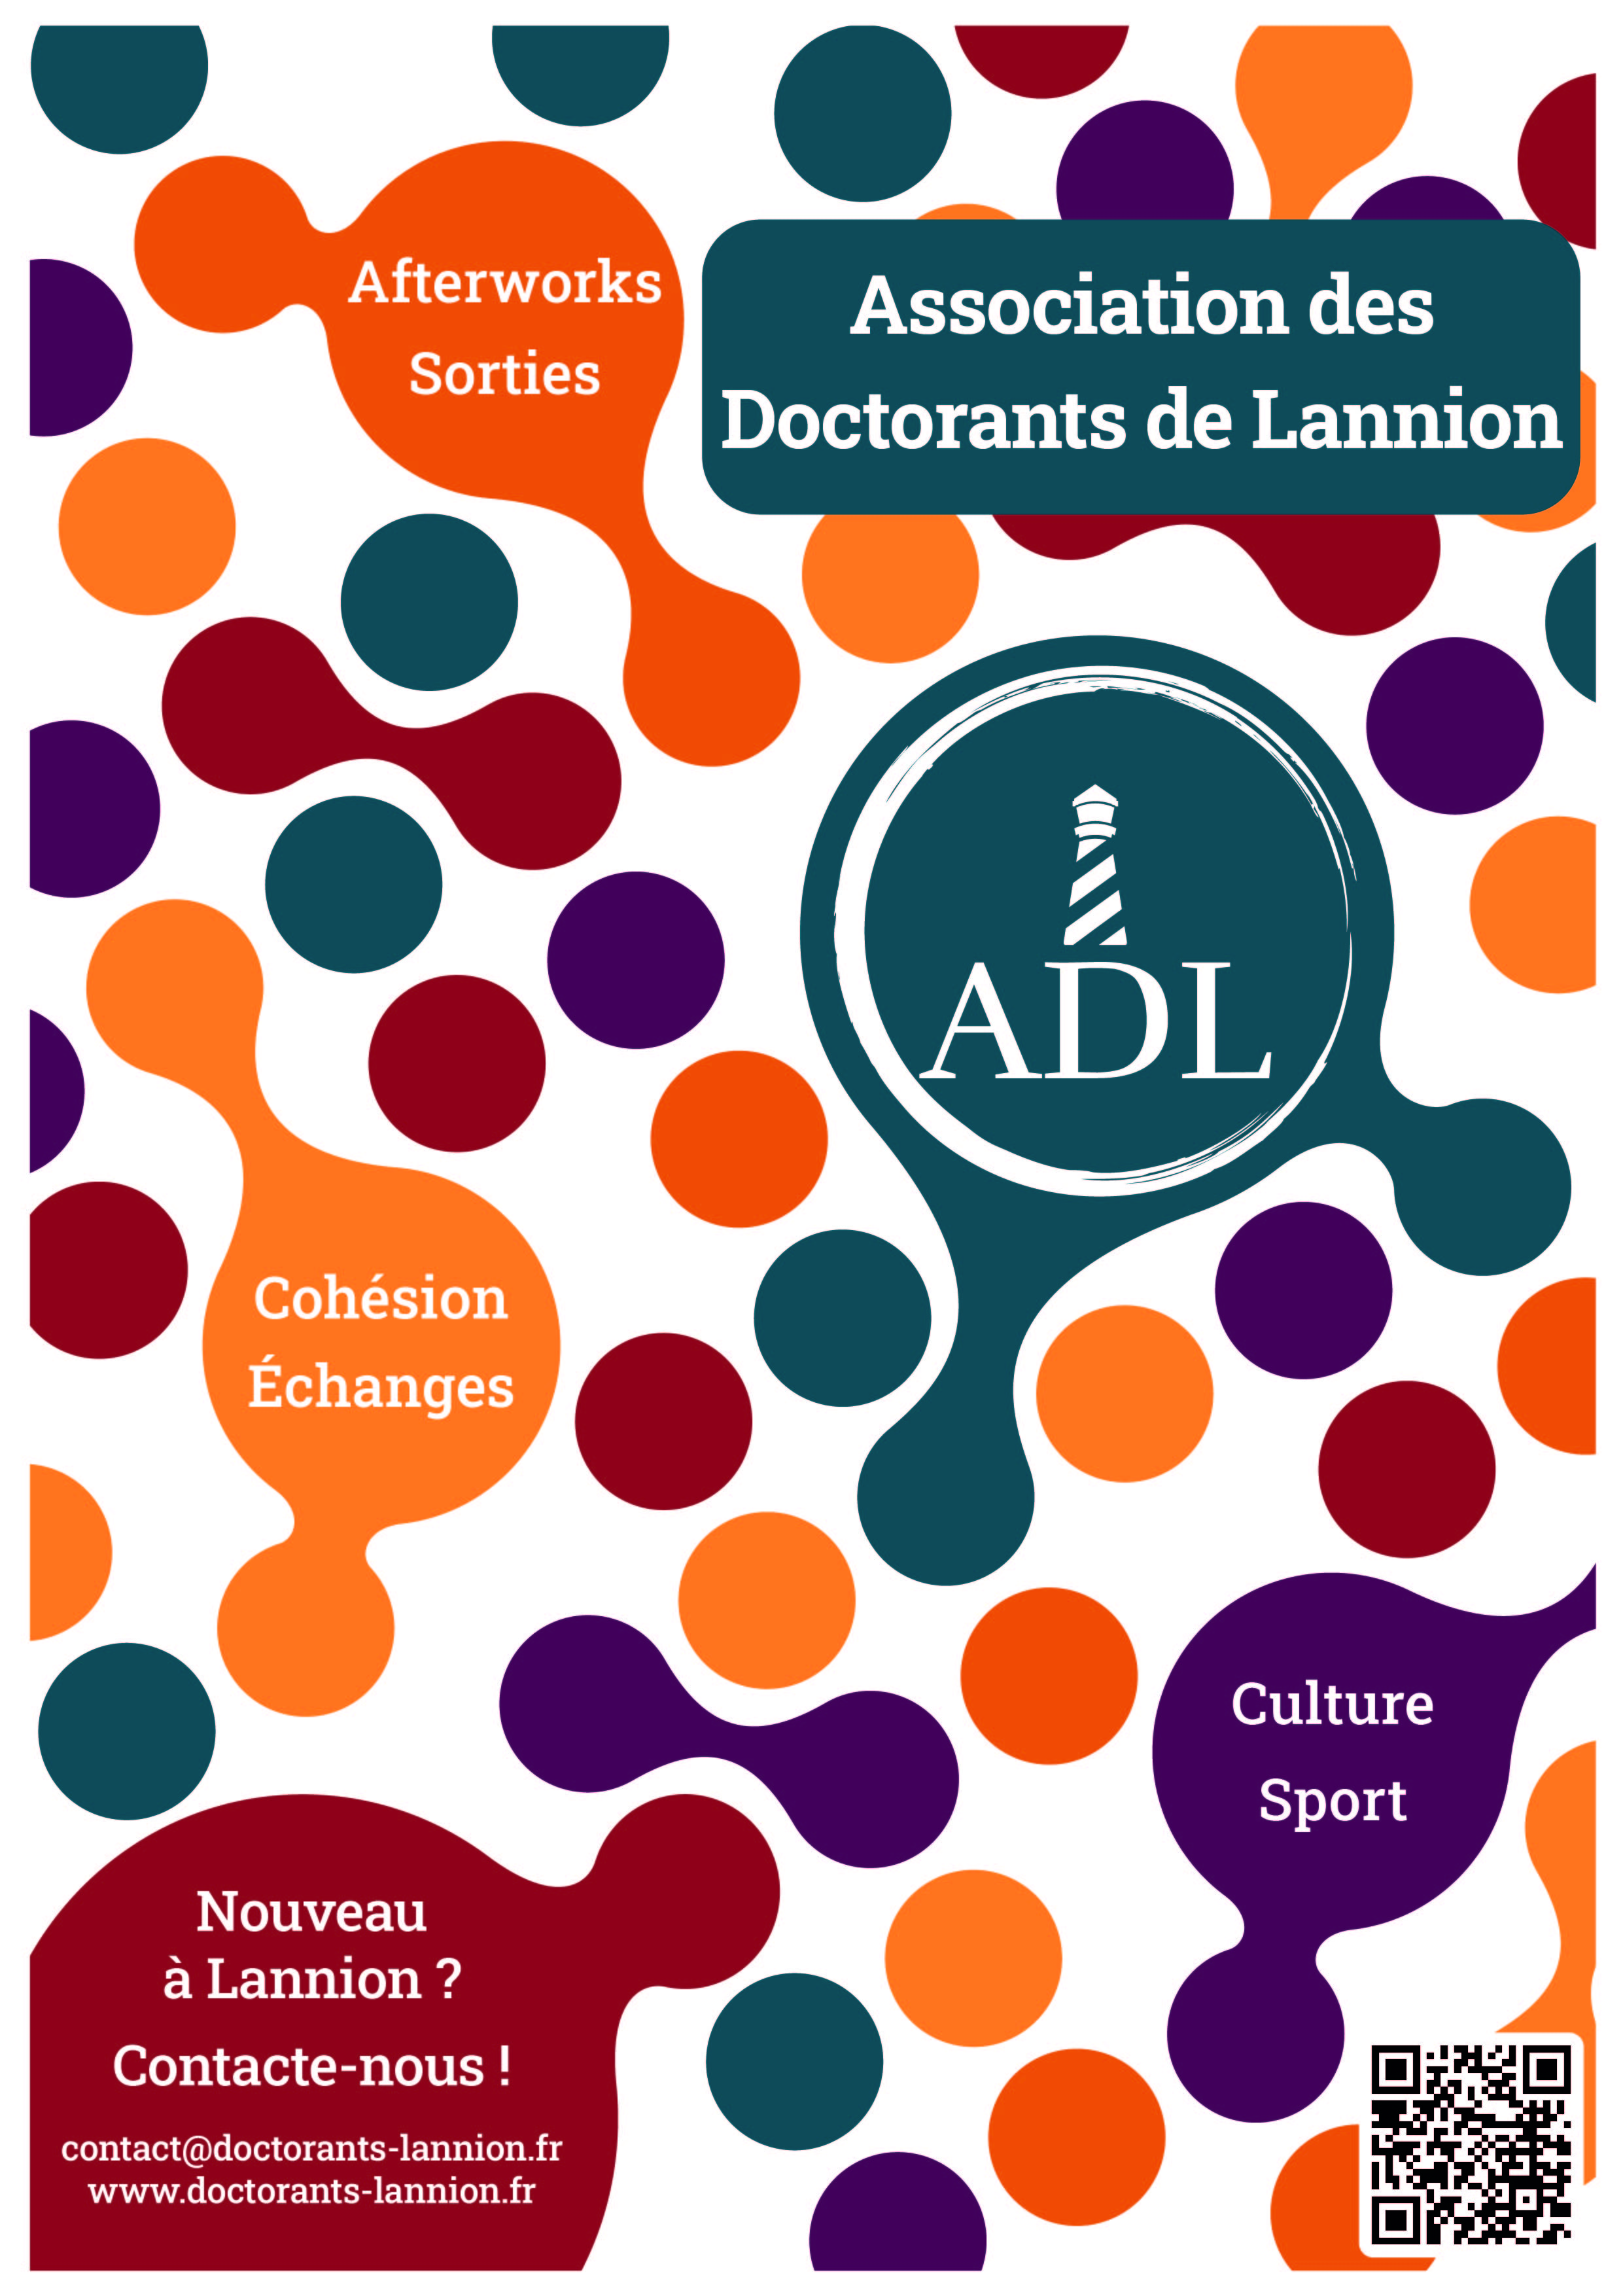 Afterworks
Sorties
Association des
Doctorants de Lannion
ADL
Cohésion
Échanges
Culture
Sport
Nouveau
à Lannion ?
Contacte-nous !
contact@doctorants-lannion.fr
www.doctorants-lannion.fr